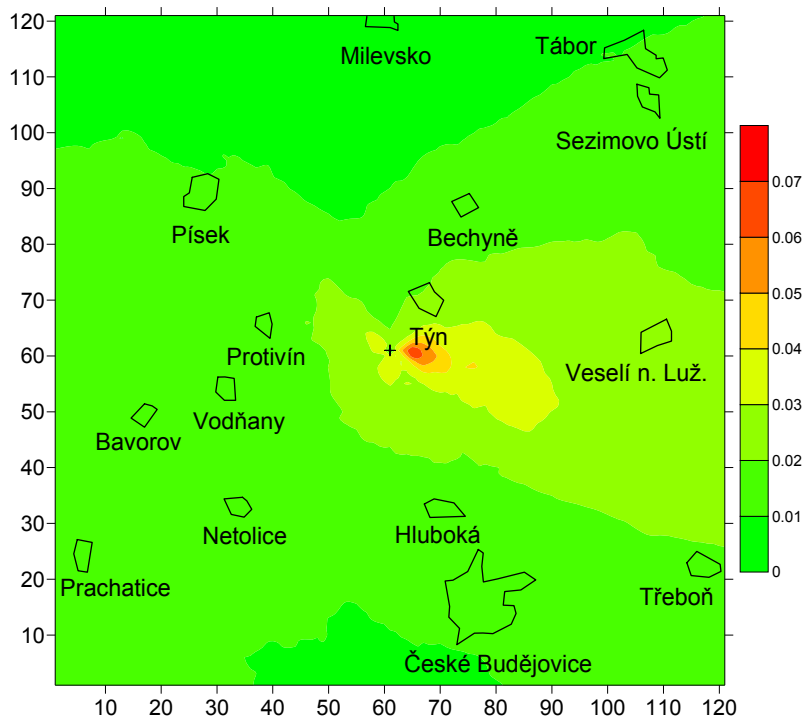 120
Milevsko
Tábor
110
100
Sezimovo Ústí
90
Písek
Bechyně
0.07
80
0.06
70
0.05
Týn
60
Protivín
Veselí n. Luž.
0.04
50
Vodňany
Bavorov
0.03
40
0.02
30
Netolice
Hluboká
0.01
20
Prachatice
Třeboň
0
10
České Budějovice
10 20 30 40 50 60 70 80 90 100 110 120